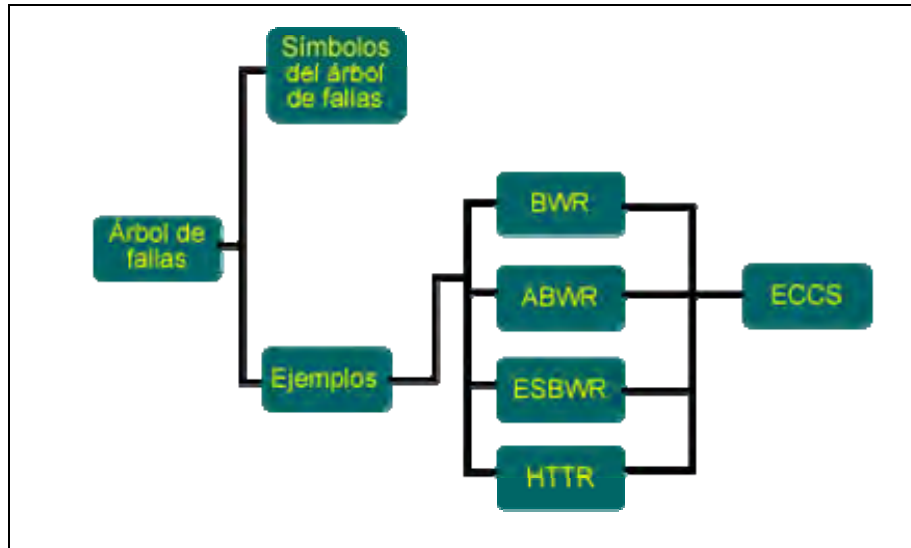 Símbolos
del árbol
de fallas
Árbol de
fallas
Ejemplos
BWR
ABWR
ESBWR
HTTR
ECCS